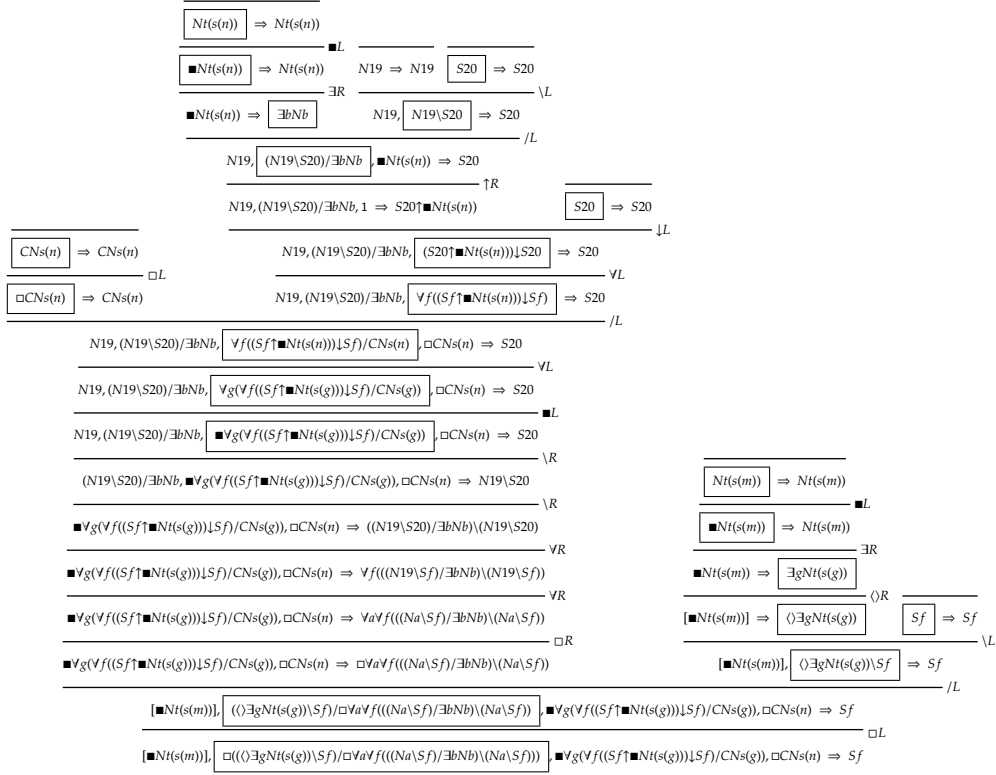 Nt(s(n)) ⇒ Nt(s(n))
■L
■Nt(s(n)) ⇒ Nt(s(n)) N19 ⇒ N19 S20 ⇒ S20
∃R \L
■Nt(s(n)) ⇒ ∃bNb N19, N19\S20 ⇒ S20
/L
N19, (N19\S20)/∃bNb, ■Nt(s(n)) ⇒ S20
↑R
N19, (N19\S20)/∃bNb, 1 ⇒ S20↑■Nt(s(n)) S20 ⇒ S20
↓L
CNs(n) ⇒ CNs(n) N19, (N19\S20)/∃bNb, (S20↑■Nt(s(n)))↓S20 ⇒ S20
□L ∀L
□CNs(n) ⇒ CNs(n) N19, (N19\S20)/∃bNb, ∀f((Sf↑■Nt(s(n)))↓Sf) ⇒ S20
/L
N19, (N19\S20)/∃bNb, ∀f((Sf↑■Nt(s(n)))↓Sf)/CNs(n), □CNs(n) ⇒ S20
∀L
N19, (N19\S20)/∃bNb, ∀g(∀f((Sf↑■Nt(s(g)))↓Sf)/CNs(g)), □CNs(n) ⇒ S20
■L
N19, (N19\S20)/∃bNb, ■∀g(∀f((Sf↑■Nt(s(g)))↓Sf)/CNs(g)), □CNs(n) ⇒ S20
\R
(N19\S20)/∃bNb, ■∀g(∀f((Sf↑■Nt(s(g)))↓Sf)/CNs(g)), □CNs(n) ⇒ N19\S20 Nt(s(m)) ⇒ Nt(s(m))
\R ■L
■∀g(∀f((Sf↑■Nt(s(g)))↓Sf)/CNs(g)), □CNs(n) ⇒ ((N19\S20)/∃bNb)\(N19\S20) ■Nt(s(m)) ⇒ Nt(s(m))
∀R ∃R
■∀g(∀f((Sf↑■Nt(s(g)))↓Sf)/CNs(g)), □CNs(n) ⇒ ∀f(((N19\Sf)/∃bNb)\(N19\Sf)) ■Nt(s(m)) ⇒ ∃gNt(s(g))
∀R ⟨⟩R
■∀g(∀f((Sf↑■Nt(s(g)))↓Sf)/CNs(g)), □CNs(n) ⇒ ∀a∀f(((Na\Sf)/∃bNb)\(Na\Sf)) [■Nt(s(m))] ⇒ ⟨⟩∃gNt(s(g)) Sf ⇒ Sf
□R \L
■∀g(∀f((Sf↑■Nt(s(g)))↓Sf)/CNs(g)), □CNs(n) ⇒ □∀a∀f(((Na\Sf)/∃bNb)\(Na\Sf)) [■Nt(s(m))], ⟨⟩∃gNt(s(g))\Sf ⇒ Sf
/L
[■Nt(s(m))], (⟨⟩∃gNt(s(g))\Sf)/□∀a∀f(((Na\Sf)/∃bNb)\(Na\Sf)) , ■∀g(∀f((Sf↑■Nt(s(g)))↓Sf)/CNs(g)), □CNs(n) ⇒ Sf
□L
[■Nt(s(m))], □((⟨⟩∃gNt(s(g))\Sf)/□∀a∀f(((Na\Sf)/∃bNb)\(Na\Sf))) , ■∀g(∀f((Sf↑■Nt(s(g)))↓Sf)/CNs(g)), □CNs(n) ⇒ Sf